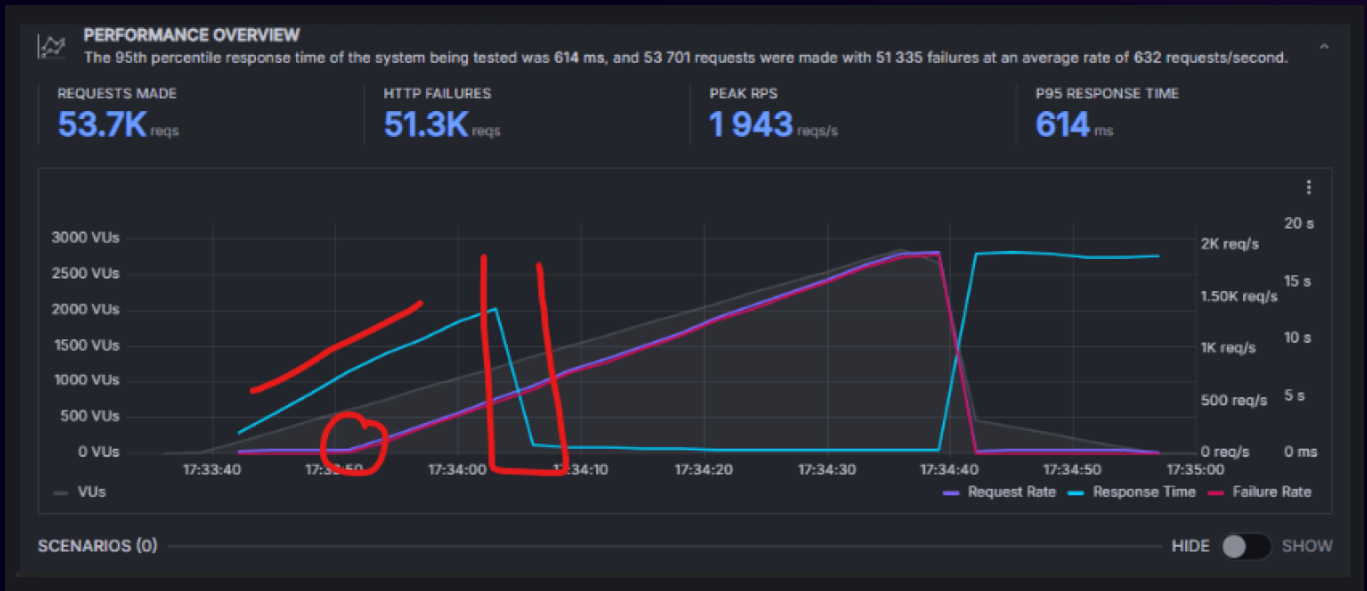 PERFORMANCE OVERVIEW
The 95th percentile response time of the system being tested was 614 ms, and 53 701 requests were made with 51 335 failures at an average rate of 632 requests/second.
REQUESTS MADE
53.7K reqs
HTTP FAILURES
51.3K reqs
PEAK RPS
1 943 reqs/s
P95 RESPONSE TIME
614 ms
3000 VUs
2500 VUs
2000 VUs
1500 VUs
1000 VUs
500 VUs
0 VUs
20 s
2K req/s
15 s
1.50K req/s
10 s
1K req/s
5 s
500 req/s
0 req/s
0 ms
17:33:40
17:33:50
17:34:00
17:34:10
17:34:20
17:34:30
17:34:40
17:34:50
17:35:00
VUs
Request Rate
Response Time
Failure Rate
SCENARIOS (0)
HIDE
SHOW